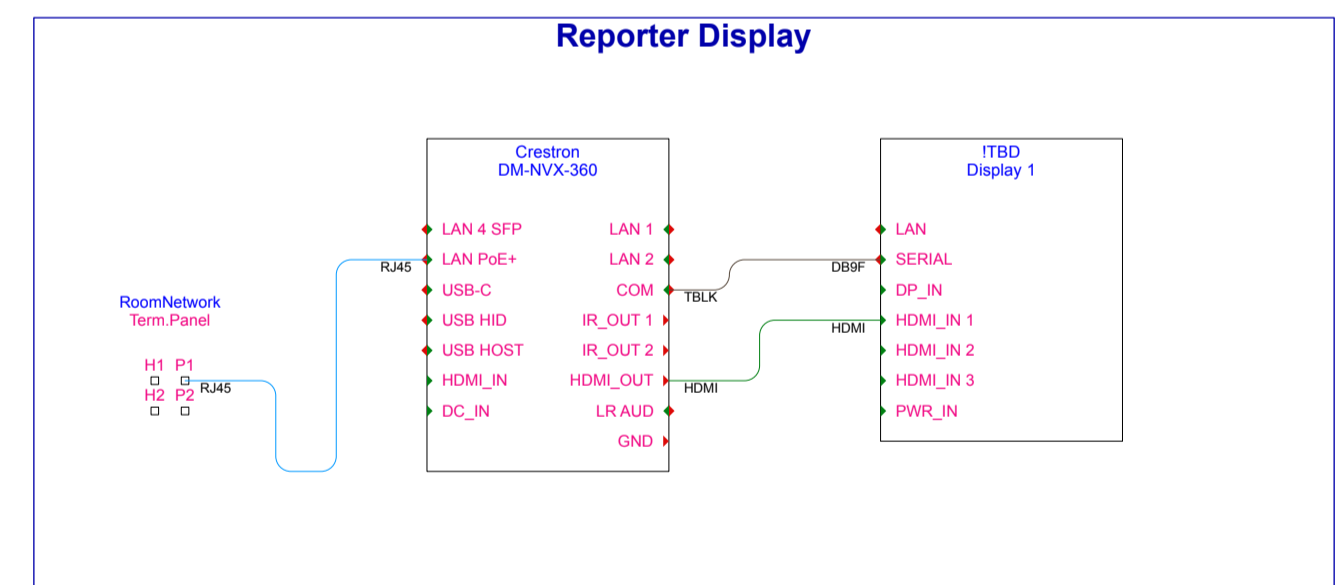 Reporter Display
RoomNetwork
Term.Panel
H1 P1
RJ45
H2 P2
Crestron
DM-NVX-360
LAN 4 SFP LAN 1
RJ45 LAN PoE+ LAN 2
USB-C COM TBLK
USB HID IR_OUT 1
USB HOST IR_OUT 2
HDMI_IN HDMI_OUT HDMI
DC_IN LR AUD
GND
!TBD
Display 1
LAN
DB9F SERIAL
DP_IN
HDMI HDMI_IN 1
HDMI_IN 2
HDMI_IN 3
PWR_IN